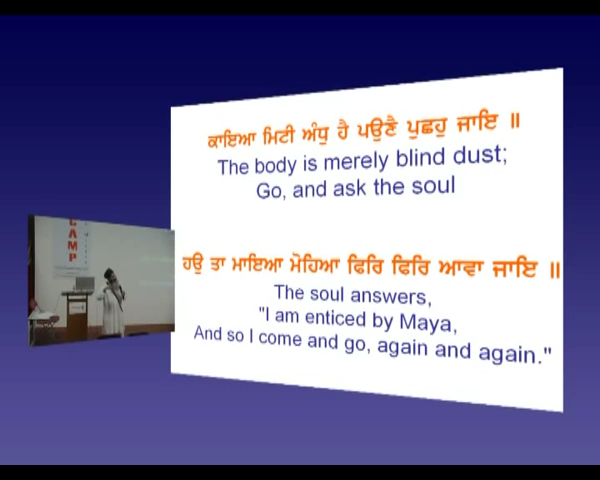 ਕਾਇਆ ਮਿਟੀ ਅੰਧੁ ਹੈ ਪਉਣੈ ਪੁਛਹੁ ਜਾਇ ॥
The body is merely blind dust;
Go, and ask the soul
ਹਉ ਤਾ ਮਾਇਆ ਮੋਹਿਆ ਫਿਰਿ ਫਿਰਿ ਆਵਾ ਜਾਇ ॥
The soul answers,
"I am enticed by Maya,
And so I come and go, again and again."
CAMP